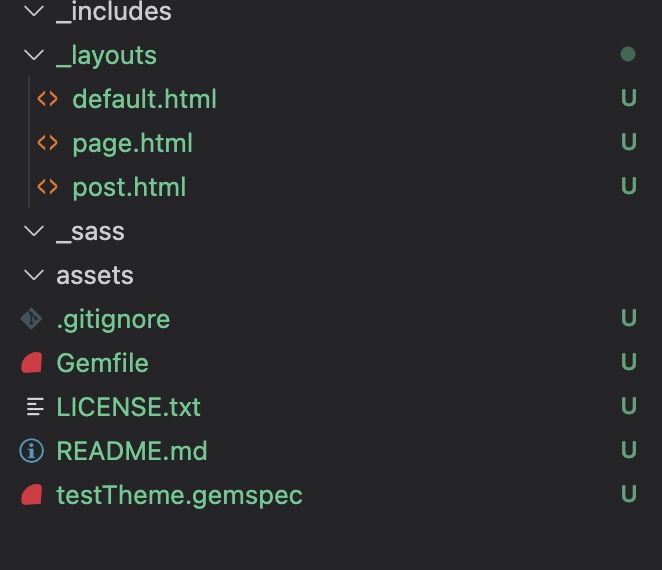 _includes
_layouts
default.html U
page.html U
post.html U
_sass
assets
.gitignore U
Gemfile U
LICENSE.txt U
README.md U
testTheme.gemspec U